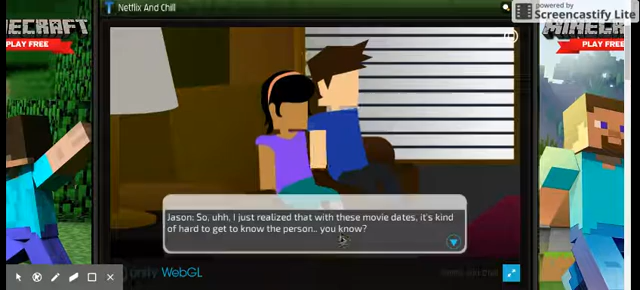 Netflix And Chill
powered by
Screencastify Lite
MINECRAFT
PLAY FREE
MINECR
PLAY FREE
Jason: So, uhh, I just realized that with these movie dates, it's kind
of hard to get to know the person.. you know?
unity WebGL